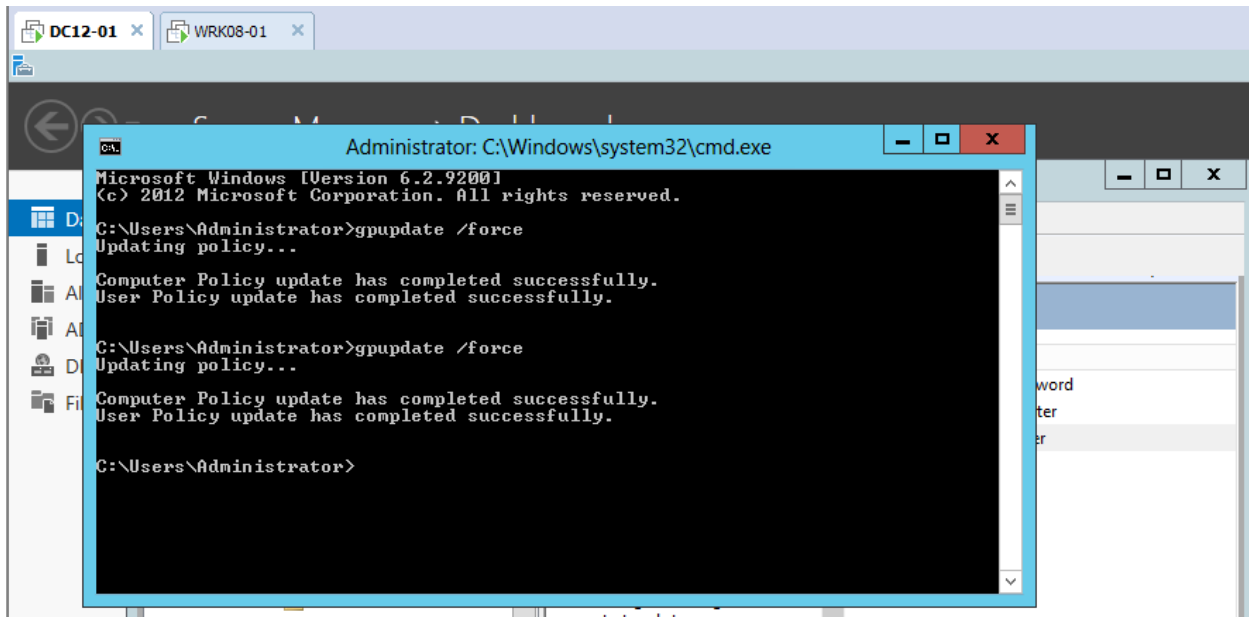 DC12-01
WRK08-01
Administrator: C:\Windows\system32\cmd.exe
Microsoft Windows [Version 6.2.9200]
(c) 2012 Microsoft Corporation. All rights reserved.
C:\Users\Administrator>gpupdate /force
Updating policy...
Computer Policy update has completed successfully.
User Policy update has completed successfully.
C:\Users\Administrator>gpupdate /force
Updating policy...
Computer Policy update has completed successfully.
User Policy update has completed successfully.
C:\Users\Administrator>